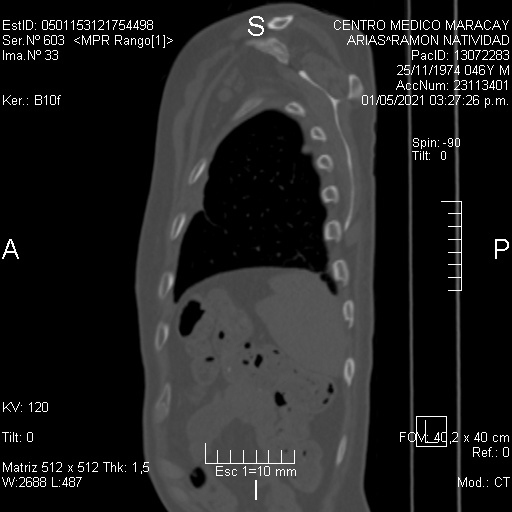 EstID: 0501153121754498
Ser.Nº 603 <MPR Rango[1]>
Ima.Nº 33
Ker.: B10f
S
CENTRO MEDICO MARACAY
ARIAS^RAMON NATIVIDAD
PacID: 13072283
25/11/1974 046Y M
AccNum: 23113401
01/05/2021 03:27:26 p.m.
Spin: -90
Tilt: 0
A
P
KV: 120
Tilt: 0
Matriz 512 x 512 Thk: 1,5
W:2688 L:487
Esc 1=10 mm
I
L
FOV: 40,2 x 40 cm
Ref.: 0
Mod.: CT